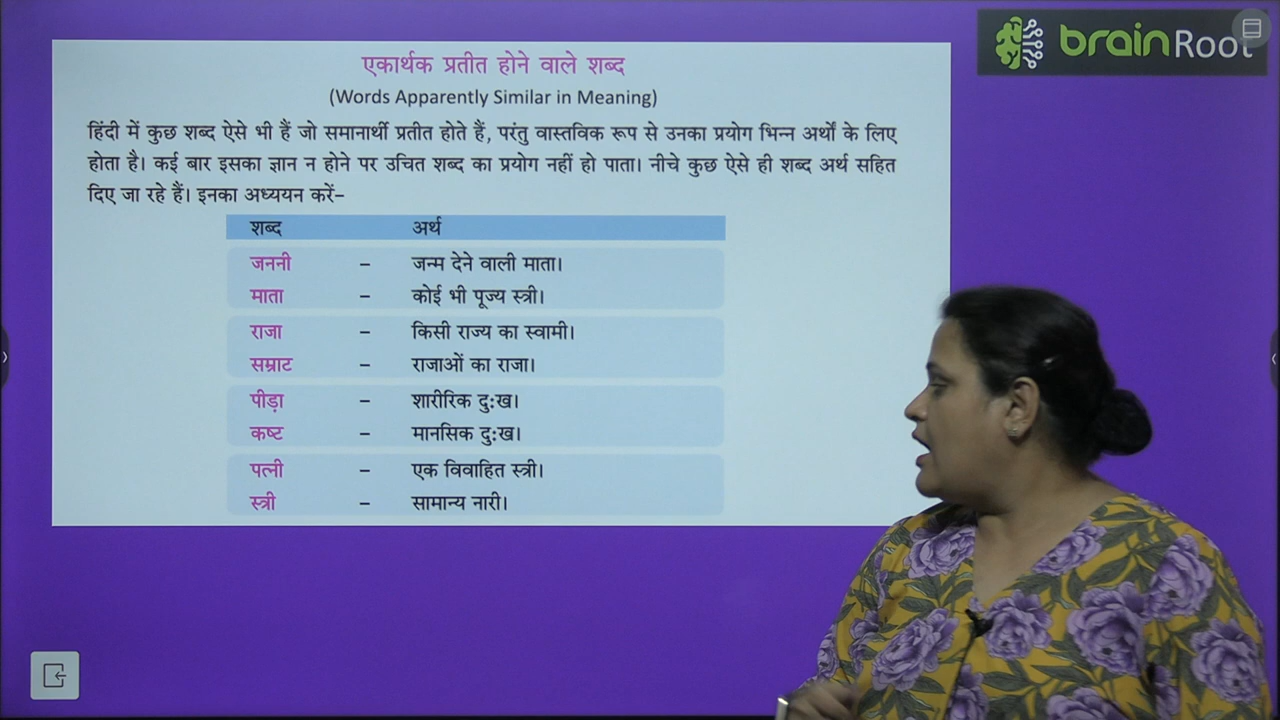 brainRoot
एकार्थक प्रतीत होने वाले शब्द
(Words Apparently Similar in Meaning)
हिंदी में कुछ शब्द ऐसे भी हैं जो समानार्थी प्रतीत होते हैं, परंतु वास्तविक रूप से उनका प्रयोग भिन्न अर्थों के लिए
होता है। कई बार इसका ज्ञान न होने पर उचित शब्द का प्रयोग नहीं हो पाता। नीचे कुछ ऐसे ही शब्द अर्थ सहित
दिए जा रहे हैं। इनका अध्ययन करें–
शब्द अर्थ
जननी – जन्म देने वाली माता।
माता – कोई भी पूज्य स्त्री।
राजा – किसी राज्य का स्वामी।
सम्राट – राजाओं का राजा।
पीड़ा – शारीरिक दुःख।
कष्ट – मानसिक दुःख।
पत्नी – एक विवाहित स्त्री।
स्त्री – सामान्य नारी।